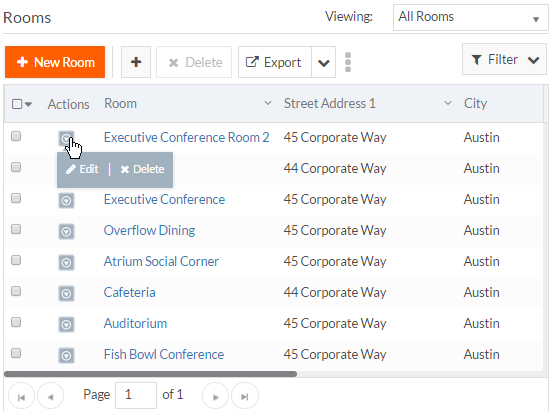 Rooms Viewing: All Rooms
New Room Delete Export Filter
Actions Room Street Address 1 City
Executive Conference Room 2 45 Corporate Way Austin
Edit | Delete 44 Corporate Way Austin
Executive Conference 45 Corporate Way Austin
Overflow Dining 45 Corporate Way Austin
Atrium Social Corner 45 Corporate Way Austin
Cafeteria 44 Corporate Way Austin
Auditorium 45 Corporate Way Austin
Fish Bowl Conference 45 Corporate Way Austin
Page 1 of 1